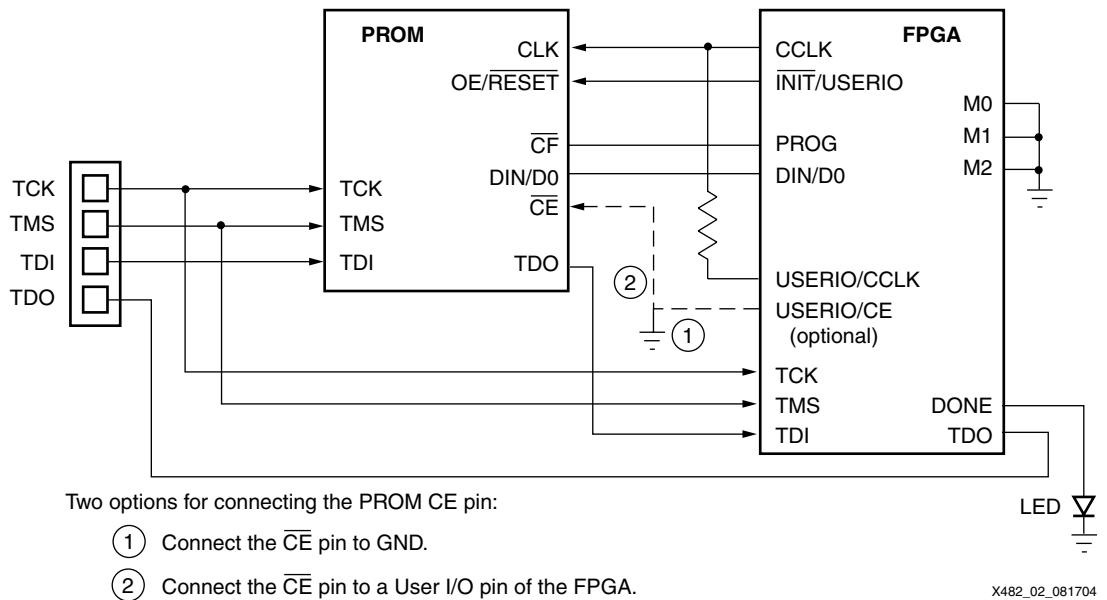 PROM
FPGA
CLK
CCLK
OE/RESET
INIT/USERIO
M0
M1
M2
CF
PROG
DIN/D0
DIN/D0
CE
TCK
TMS
TDI
TDO
TCK
TMS
TDI
TDO
2
USERIO/CCLK
USERIO/CE
(optional)
1
TCK
TMS
TDI
DONE
TDO
LED
Two options for connecting the PROM CE pin:
1 Connect the CE pin to GND.
2 Connect the CE pin to a User I/O pin of the FPGA.
X482_02_081704